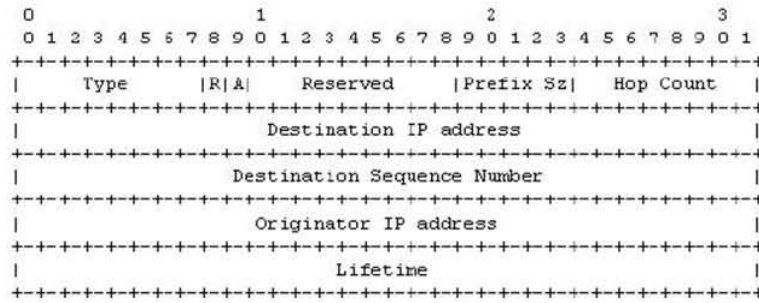 0 1 2 3
0 1 2 3 4 5 6 7 8 9 0 1 2 3 4 5 6 7 8 9 0 1 2 3 4 5 6 7 8 9 0 1
+-+-+-+-+-+-+-+-+-+-+-+-+-+-+-+-+-+-+-+-+-+-+-+-+-+-+-+-+-+-+-+-+
| Type |R|A| Reserved |Prefix Sz| Hop Count |
+-+-+-+-+-+-+-+-+-+-+-+-+-+-+-+-+-+-+-+-+-+-+-+-+-+-+-+-+-+-+-+-+
| Destination IP address |
+-+-+-+-+-+-+-+-+-+-+-+-+-+-+-+-+-+-+-+-+-+-+-+-+-+-+-+-+-+-+-+-+
| Destination Sequence Number |
+-+-+-+-+-+-+-+-+-+-+-+-+-+-+-+-+-+-+-+-+-+-+-+-+-+-+-+-+-+-+-+-+
| Originator IP address |
+-+-+-+-+-+-+-+-+-+-+-+-+-+-+-+-+-+-+-+-+-+-+-+-+-+-+-+-+-+-+-+-+
| Lifetime |
+-+-+-+-+-+-+-+-+-+-+-+-+-+-+-+-+-+-+-+-+-+-+-+-+-+-+-+-+-+-+-+-+